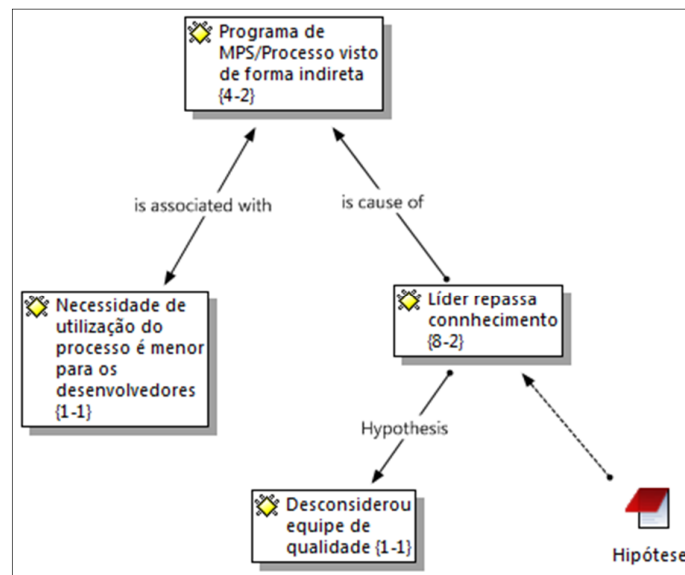 Programa de
MPS/Processo visto
de forma indireta
{4-2}
is associated with
is cause of
Necessidade de
utilização do
processo é menor
para os
desenvolvedores
{1-1}
Líder repassa
connhecimento
{8-2}
Hypothesis
Desconsiderou
equipe de
qualidade {1-1}
Hipótese